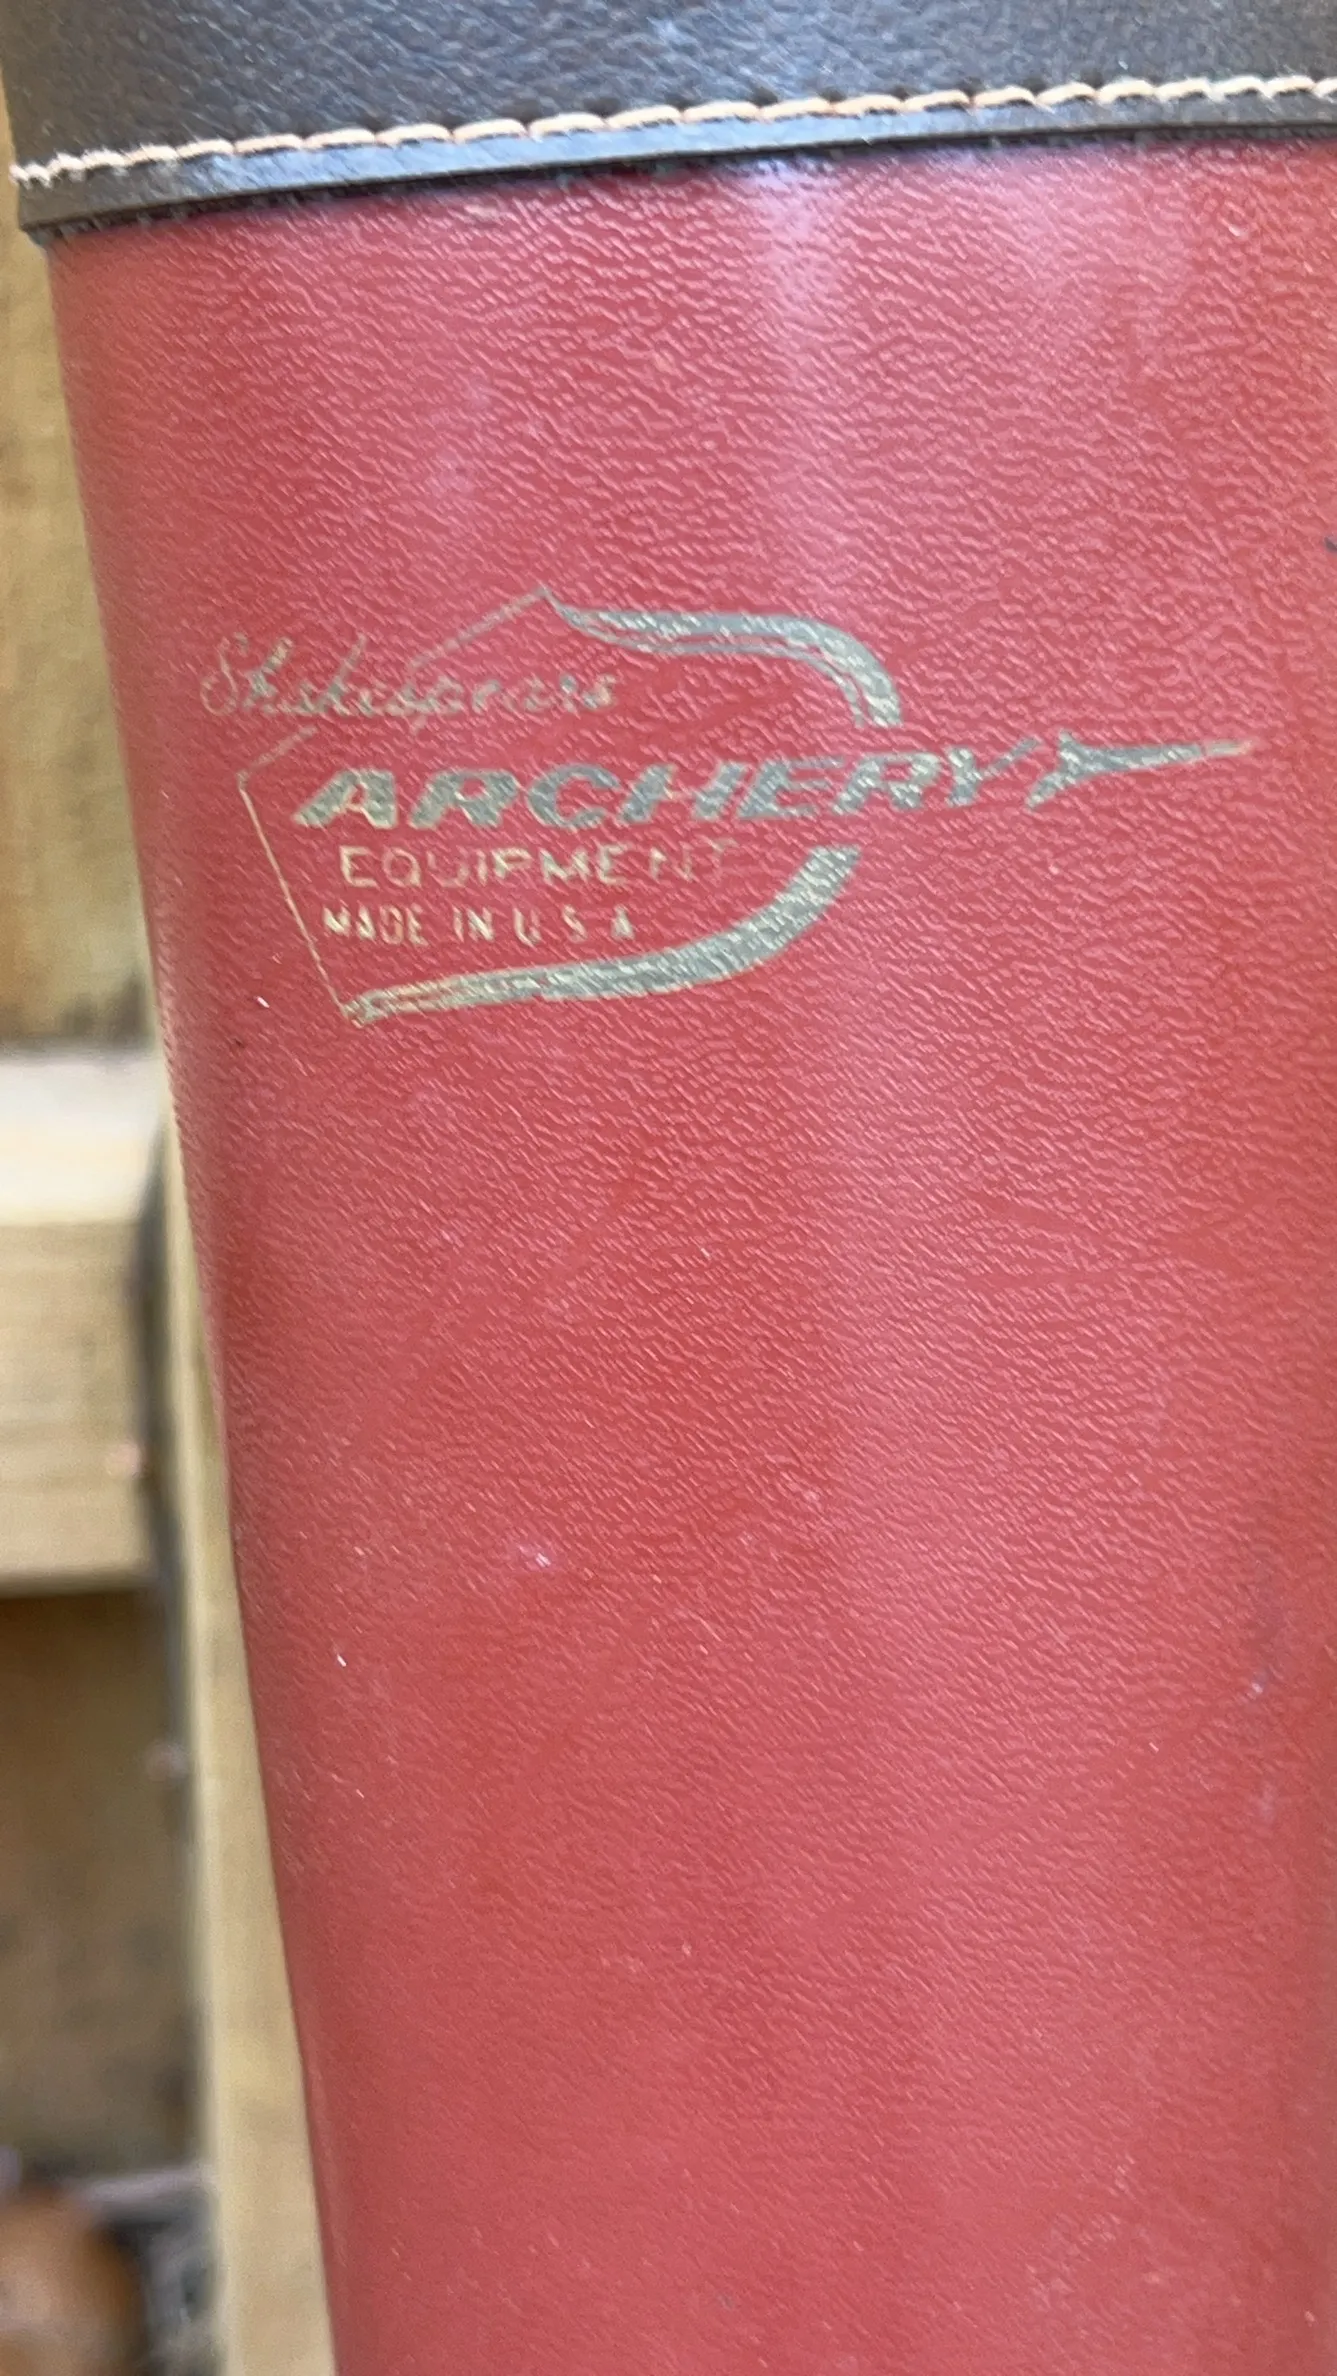 Shakespeare
ARCHERY
EQUIPMENT
MADE IN U S A